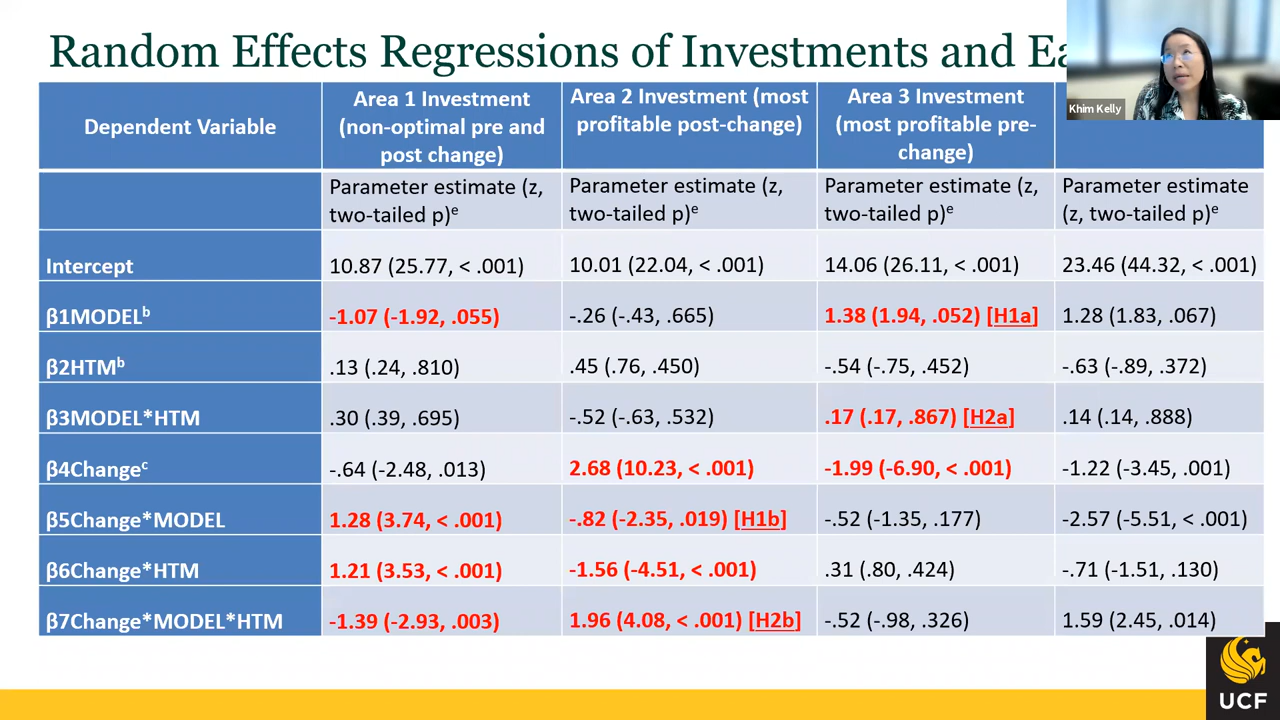 Random Effects Regressions of Investments and Ea
Khim Kelly
Dependent Variable
Area 1 Investment
(non-optimal pre and
post change)
Area 2 Investment (most
profitable post-change)
Area 3 Investment
(most profitable pre-
change)
Parameter estimate (z,
two-tailed p)ᵉ
Parameter estimate (z,
two-tailed p)ᵉ
Parameter estimate (z,
two-tailed p)ᵉ
Parameter estimate
(z, two-tailed p)ᵉ
Intercept 10.87 (25.77, < .001) 10.01 (22.04, < .001) 14.06 (26.11, < .001) 23.46 (44.32, < .001)
β1MODELᵇ -1.07 (-1.92, .055) -.26 (-.43, .665) 1.38 (1.94, .052) [H1a] 1.28 (1.83, .067)
β2HTMᵇ .13 (.24, .810) .45 (.76, .450) -.54 (-.75, .452) -.63 (-.89, .372)
β3MODEL*HTM .30 (.39, .695) -.52 (-.63, .532) .17 (.17, .867) [H2a] .14 (.14, .888)
β4Changeᶜ -.64 (-2.48, .013) 2.68 (10.23, < .001) -1.99 (-6.90, < .001) -1.22 (-3.45, .001)
β5Change*MODEL 1.28 (3.74, < .001) -.82 (-2.35, .019) [H1b] -.52 (-1.35, .177) -2.57 (-5.51, < .001)
β6Change*HTM 1.21 (3.53, < .001) -1.56 (-4.51, < .001) .31 (.80, .424) -.71 (-1.51, .130)
β7Change*MODEL*HTM -1.39 (-2.93, .003) 1.96 (4.08, < .001) [H2b] -.52 (-.98, .326) 1.59 (2.45, .014)
UCF